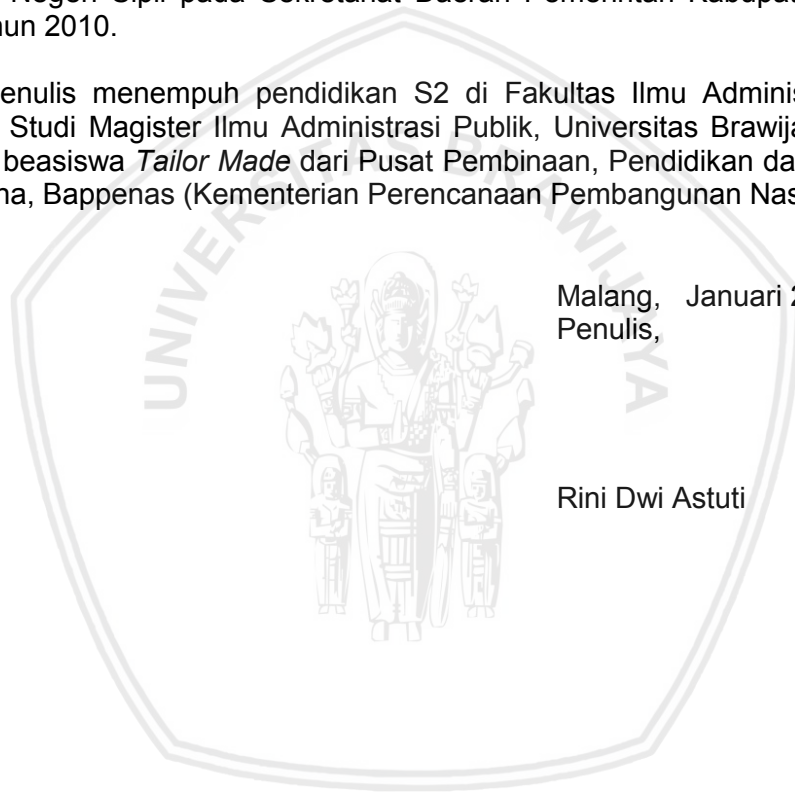 Negeri Sipil pada Sekretariat Daerah Pemerintah Kabupat
hun 2010.
enulis menempuh pendidikan S2 di Fakultas Ilmu Adminis
Studi Magister Ilmu Administrasi Publik, Universitas Brawija
beasiswa Tailor Made dari Pusat Pembinaan, Pendidikan da
na, Bappenas (Kementerian Perencanaan Pembangunan Nas
UNIVERSITAS BRAWIJAYA
Malang, Januari 2
Penulis,
Rini Dwi Astuti